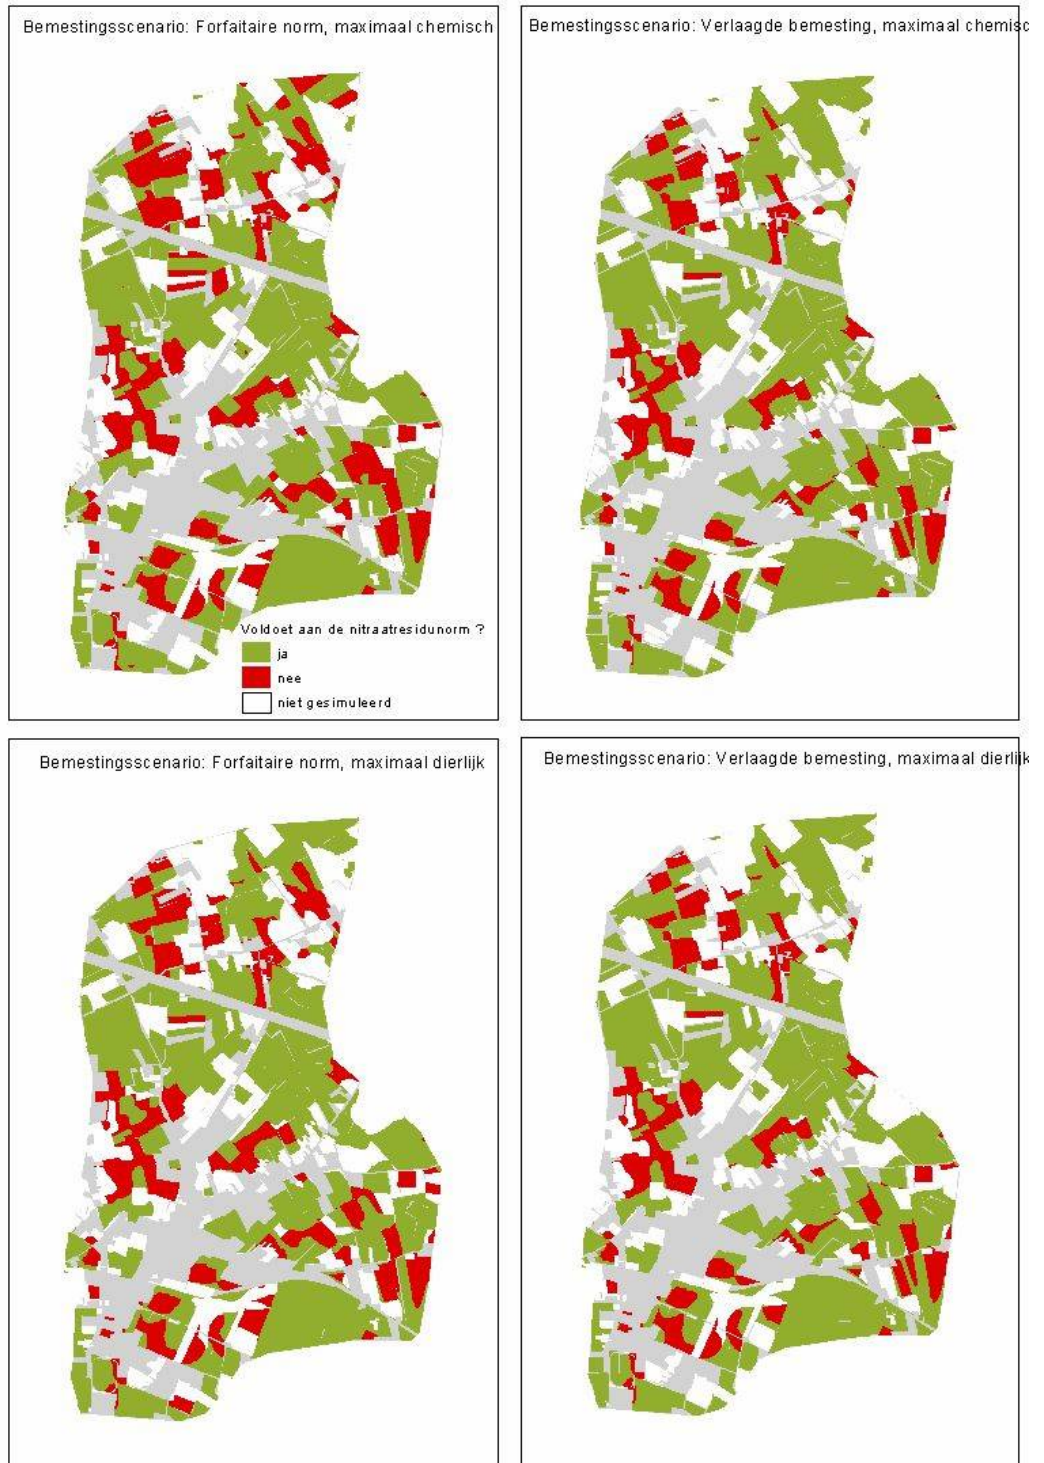 Bemestingsscenario: Forfaitaire norm, maximaal chemisch
Bemestingsscenario: Verlaagde bemesting, maximaal chemisc
Voldoet aan de nitraatresidunorm ?
ja
nee
niet gesimuleerd
Bemestingsscenario: Forfaitaire norm, maximaal dierlijk
Bemestingsscenario: Verlaagde bemesting, maximaal dierlijk